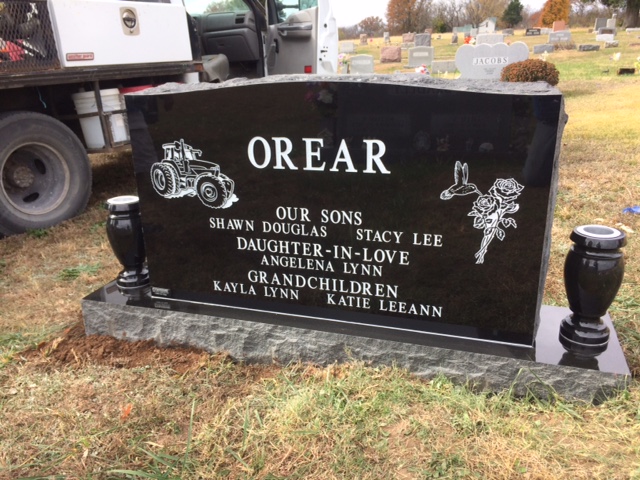 JACOBS
OREAR
OUR SONS
SHAWN DOUGLAS STACY LEE
DAUGHTER-IN-LOVE
ANGELENA LYNN
GRANDCHILDREN
KAYLA LYNN KATIE LEEANN